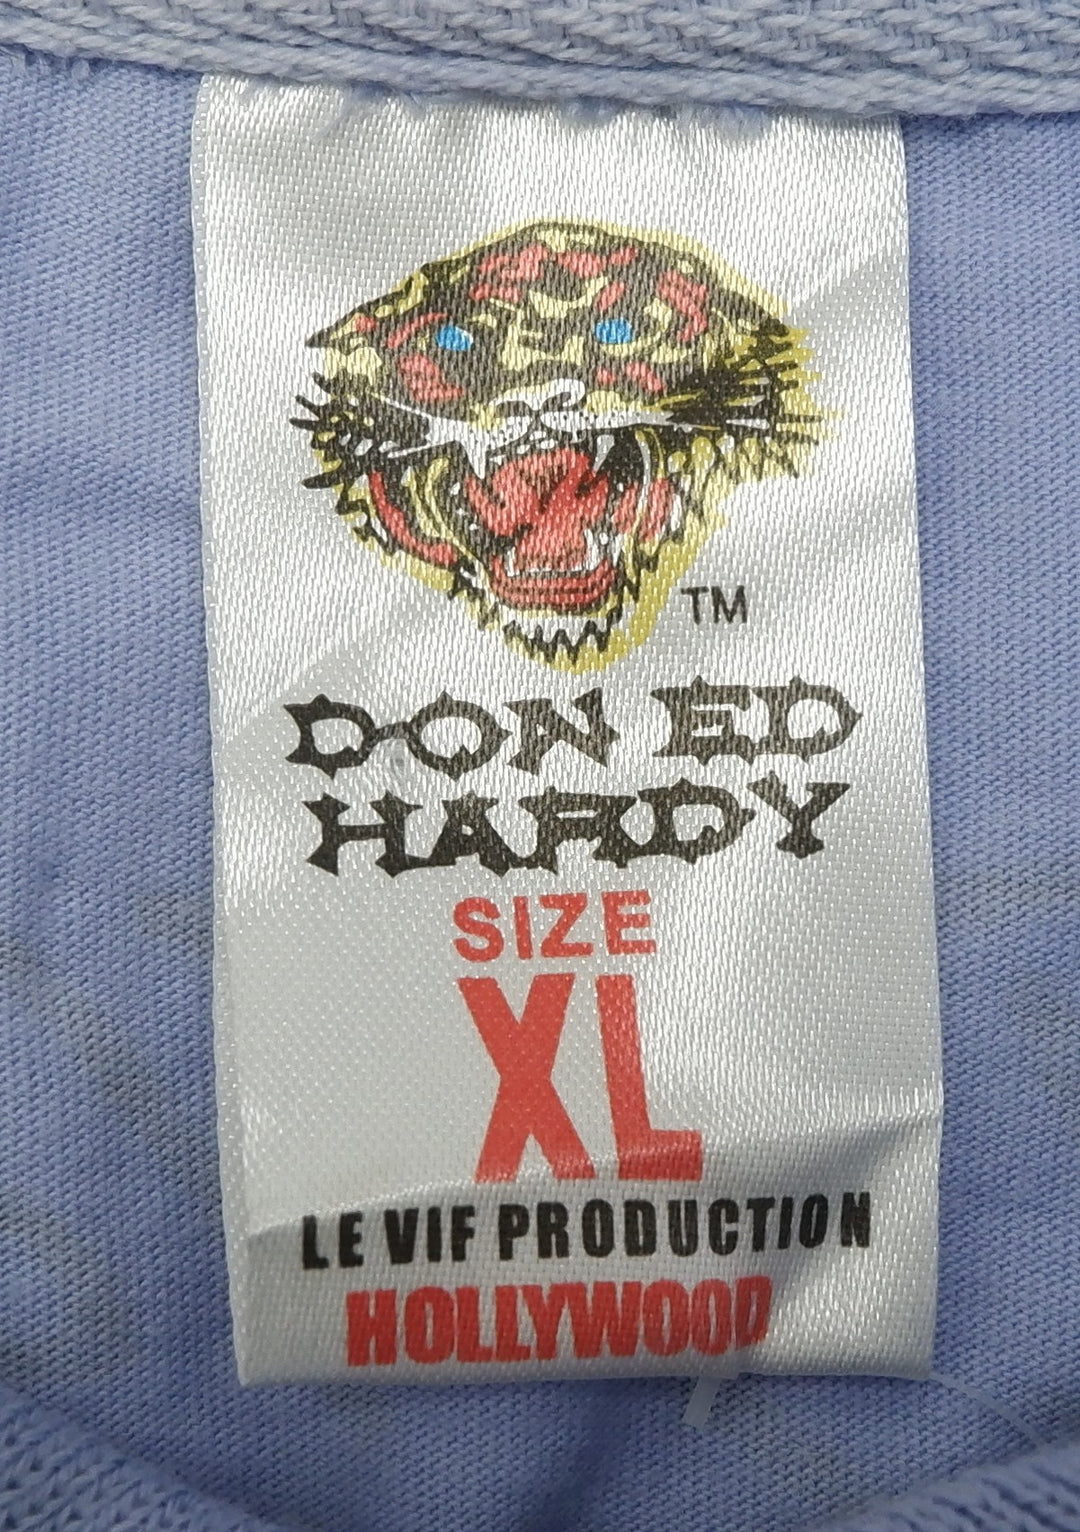 TM
DON ED
HARDY
SIZE
XL
LE VIF PRODUCTION
HOLLYWOOD